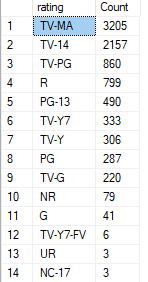 rating Count
1 TV-MA 3205
2 TV-14 2157
3 TV-PG 860
4 R 799
5 PG-13 490
6 TV-Y7 333
7 TV-Y 306
8 PG 287
9 TV-G 220
10 NR 79
11 G 41
12 TV-Y7-FV 6
13 UR 3
14 NC-17 3